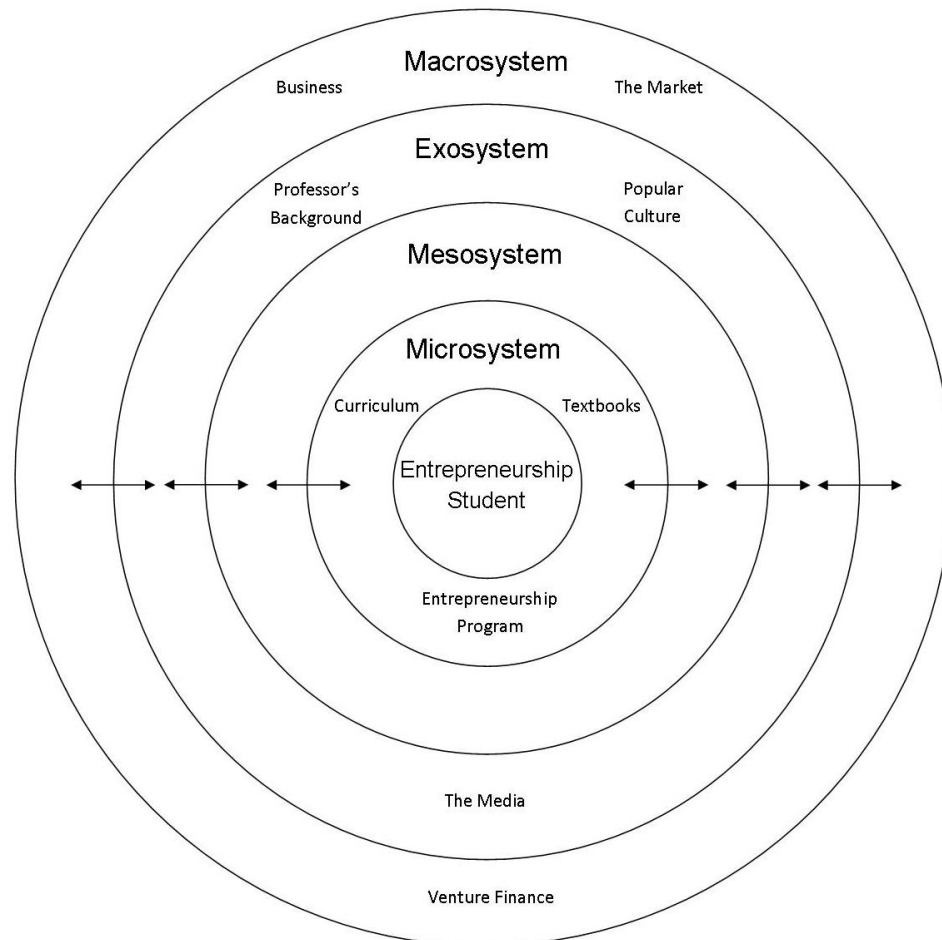 Macrosystem
Business
The Market
Exosystem
Professor's
Background
Popular
Culture
Mesosystem
Microsystem
Curriculum
Textbooks
Entrepreneurship
Student
Entrepreneurship
Program
The Media
Venture Finance